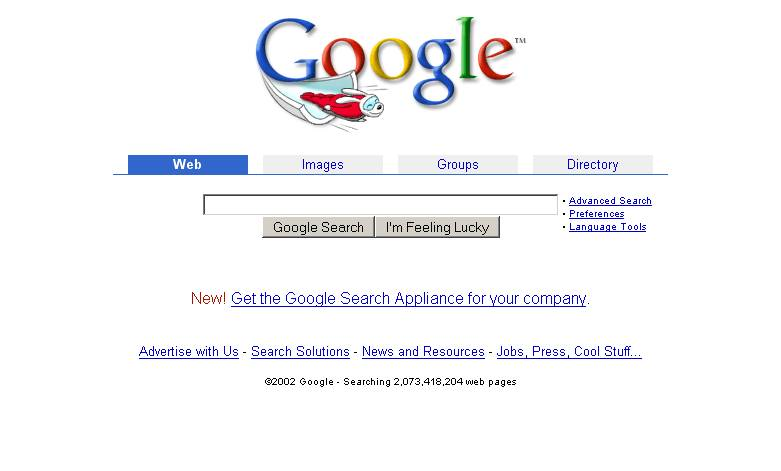 Google™
Web Images Groups Directory
• Advanced Search
• Preferences
• Language Tools
Google Search I'm Feeling Lucky
New! Get the Google Search Appliance for your company.
Advertise with Us - Search Solutions - News and Resources - Jobs, Press, Cool Stuff...
©2002 Google - Searching 2,073,418,204 web pages